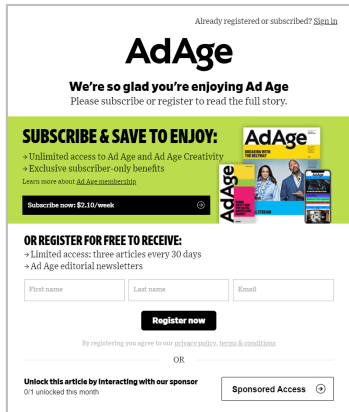 Already registered or subscribed? Sign in
AdAge
We're so glad you're enjoying Ad Age
Please subscribe or register to read the full story.
SUBSCRIBE & SAVE TO ENJOY:
→ Unlimited access to Ad Age and Ad Age Creativity
→ Exclusive subscriber-only benefits
Learn more about Ad Age membership
Subscribe now: $2.10/week
AdAge
BREAKING WITH
THE BELTWAY
AdAge
OR REGISTER FOR FREE TO RECEIVE:
→ Limited access: three articles every 30 days
→ Ad Age editorial newsletters
First name
Last name
Email
Register now
By registering you agree to our privacy policy, terms & conditions
OR
Unlock this article by interacting with our sponsor
0/1 unlocked this month
Sponsored Access